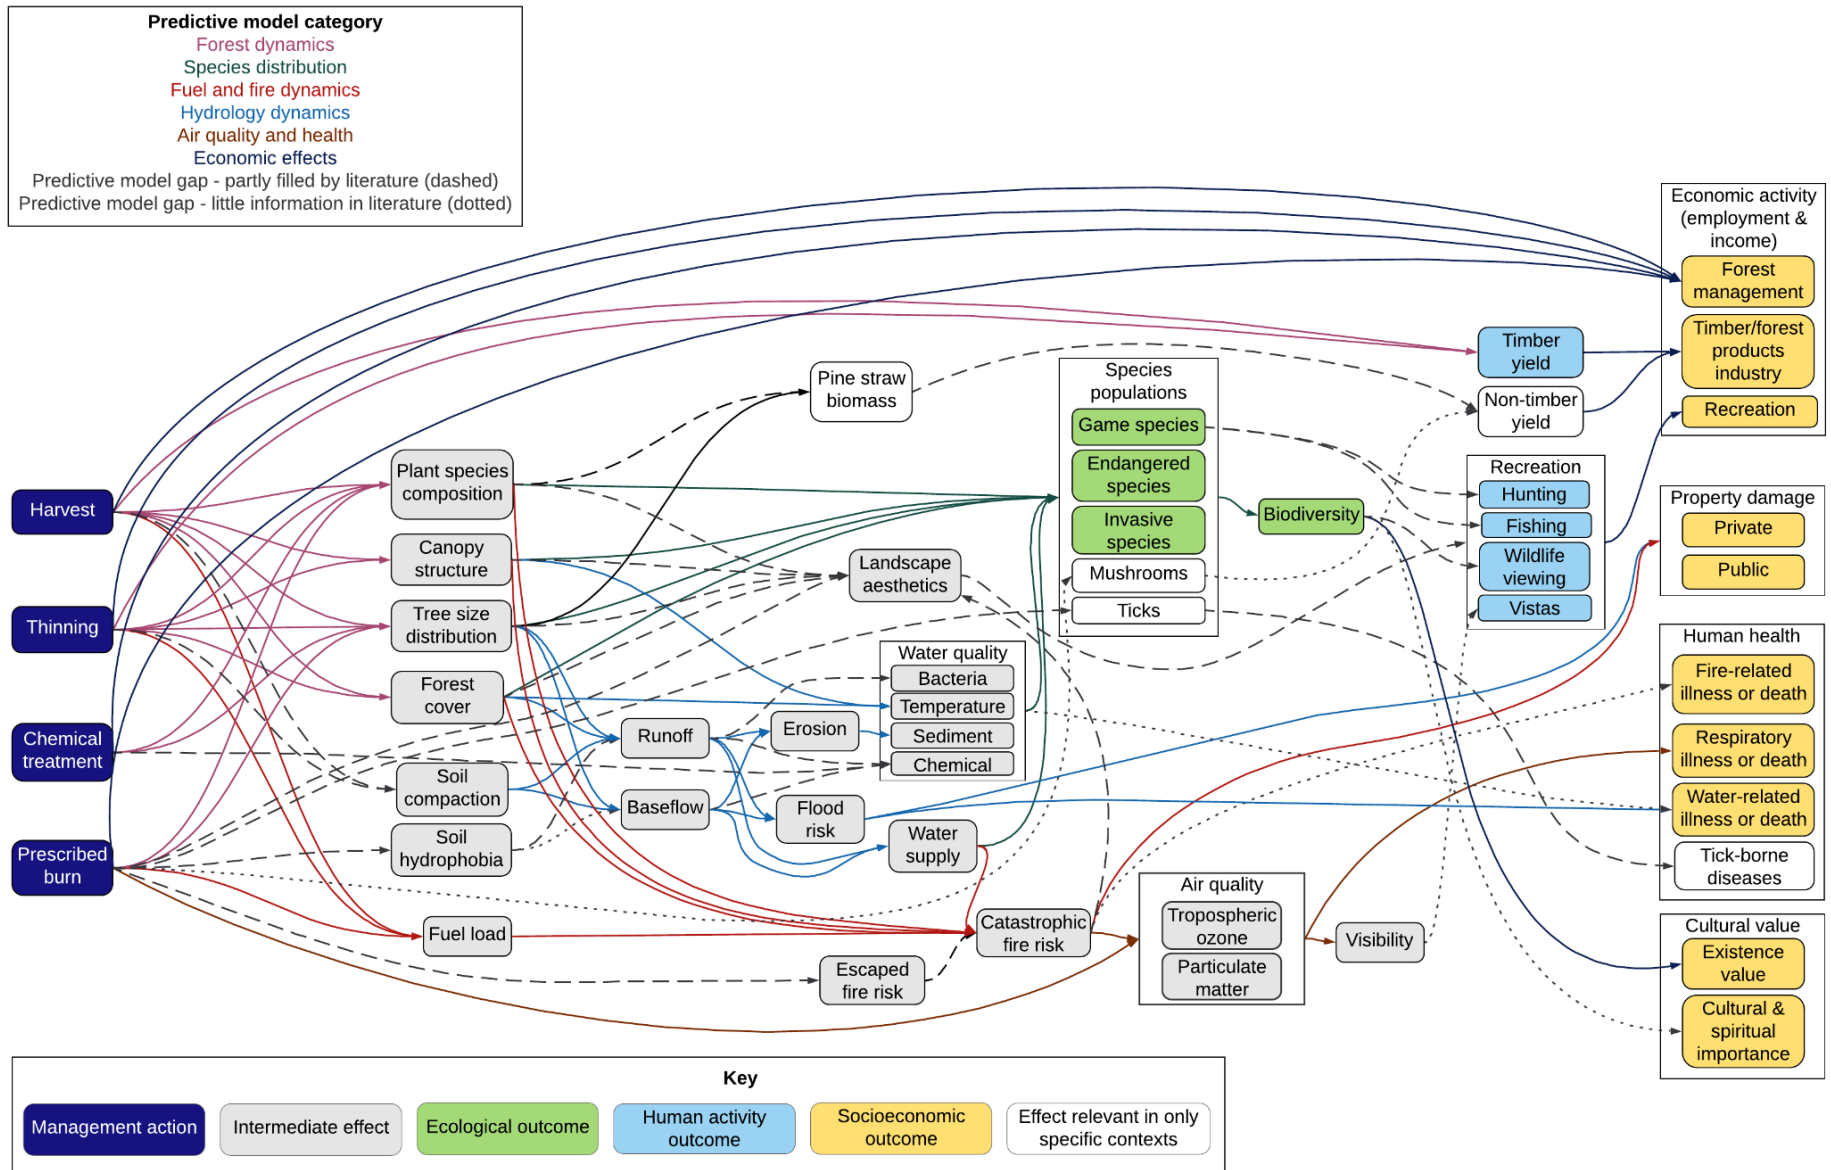 Predictive model category
Forest dynamics
Species distribution
Fuel and fire dynamics
Hydrology dynamics
Air quality and health
Economic effects
Predictive model gap - partly filled by literature (dashed)
Predictive model gap - little information in literature (dotted)
Harvest
Thinning
Chemical
treatment
Prescribed
burn
Plant species
composition
Canopy
structure
Tree size
distribution
Forest
cover
Soil
compaction
Soil
hydrophobia
Fuel load
Runoff
Baseflow
Pine straw
biomass
Landscape
aesthetics
Erosion
Flood
risk
Water quality
Bacteria
Temperature
Sediment
Chemical
Water
supply
Escaped
fire risk
Catastrophic
fire risk
Species
populations
Game species
Endangered
species
Invasive
species
Mushrooms
Ticks
Biodiversity
Air quality
Tropospheric
ozone
Particulate
matter
Visibility
Timber
yield
Non-timber
yield
Recreation
Hunting
Fishing
Wildlife
viewing
Vistas
Economic activity
(employment &
income)
Forest
management
Timber/forest
products
industry
Recreation
Property damage
Private
Public
Human health
Fire-related
illness or death
Respiratory
illness or death
Water-related
illness or death
Tick-borne
diseases
Cultural value
Existence
value
Cultural &
spiritual
importance
Key
Management action
Intermediate effect
Ecological outcome
Human activity
outcome
Socioeconomic
outcome
Effect relevant in only
specific contexts